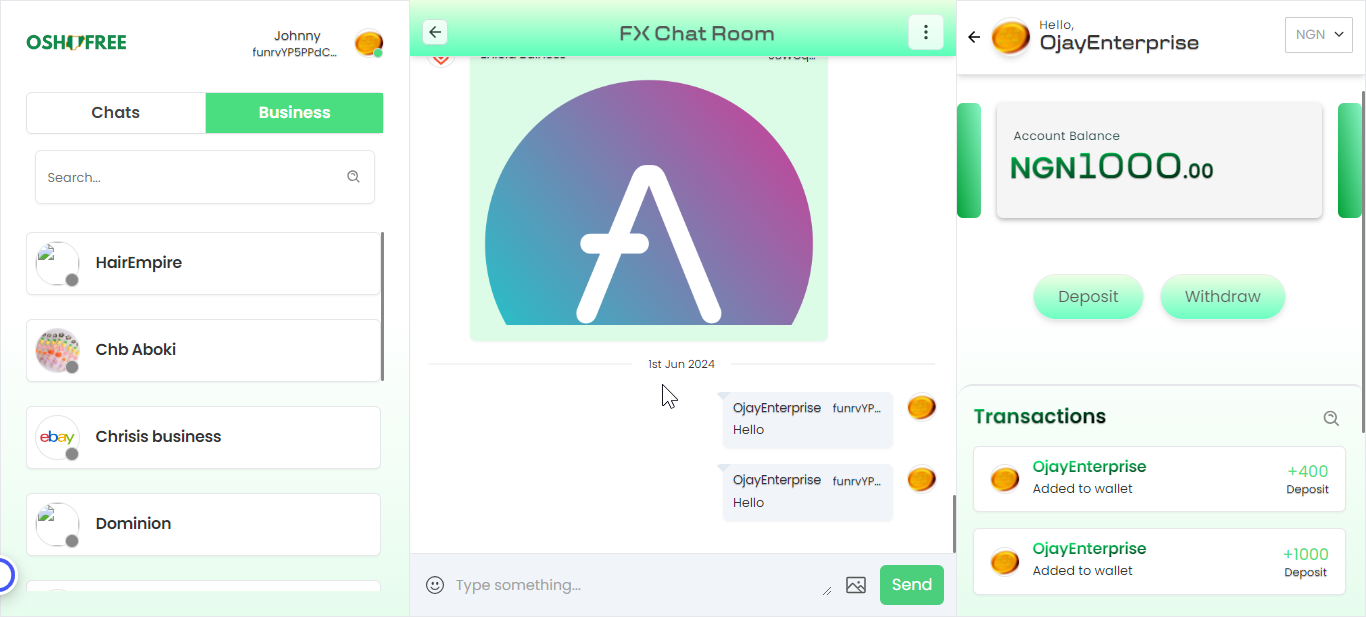 OSHOFREE
Johnny
funrvYP5PPdC...
Chats
Business
Search...
HairEmpire
Chb Aboki
ebay
Chrisis business
Dominion
FX Chat Room
1st Jun 2024
OjayEnterprise funrvYP...
Hello
OjayEnterprise funrvYP...
Hello
Type something...
Send
Hello,
OjayEnterprise
NGN
Account Balance
NGN1000.00
Deposit
Withdraw
Transactions
OjayEnterprise
+400
Added to wallet
Deposit
OjayEnterprise
+1000
Added to wallet
Deposit